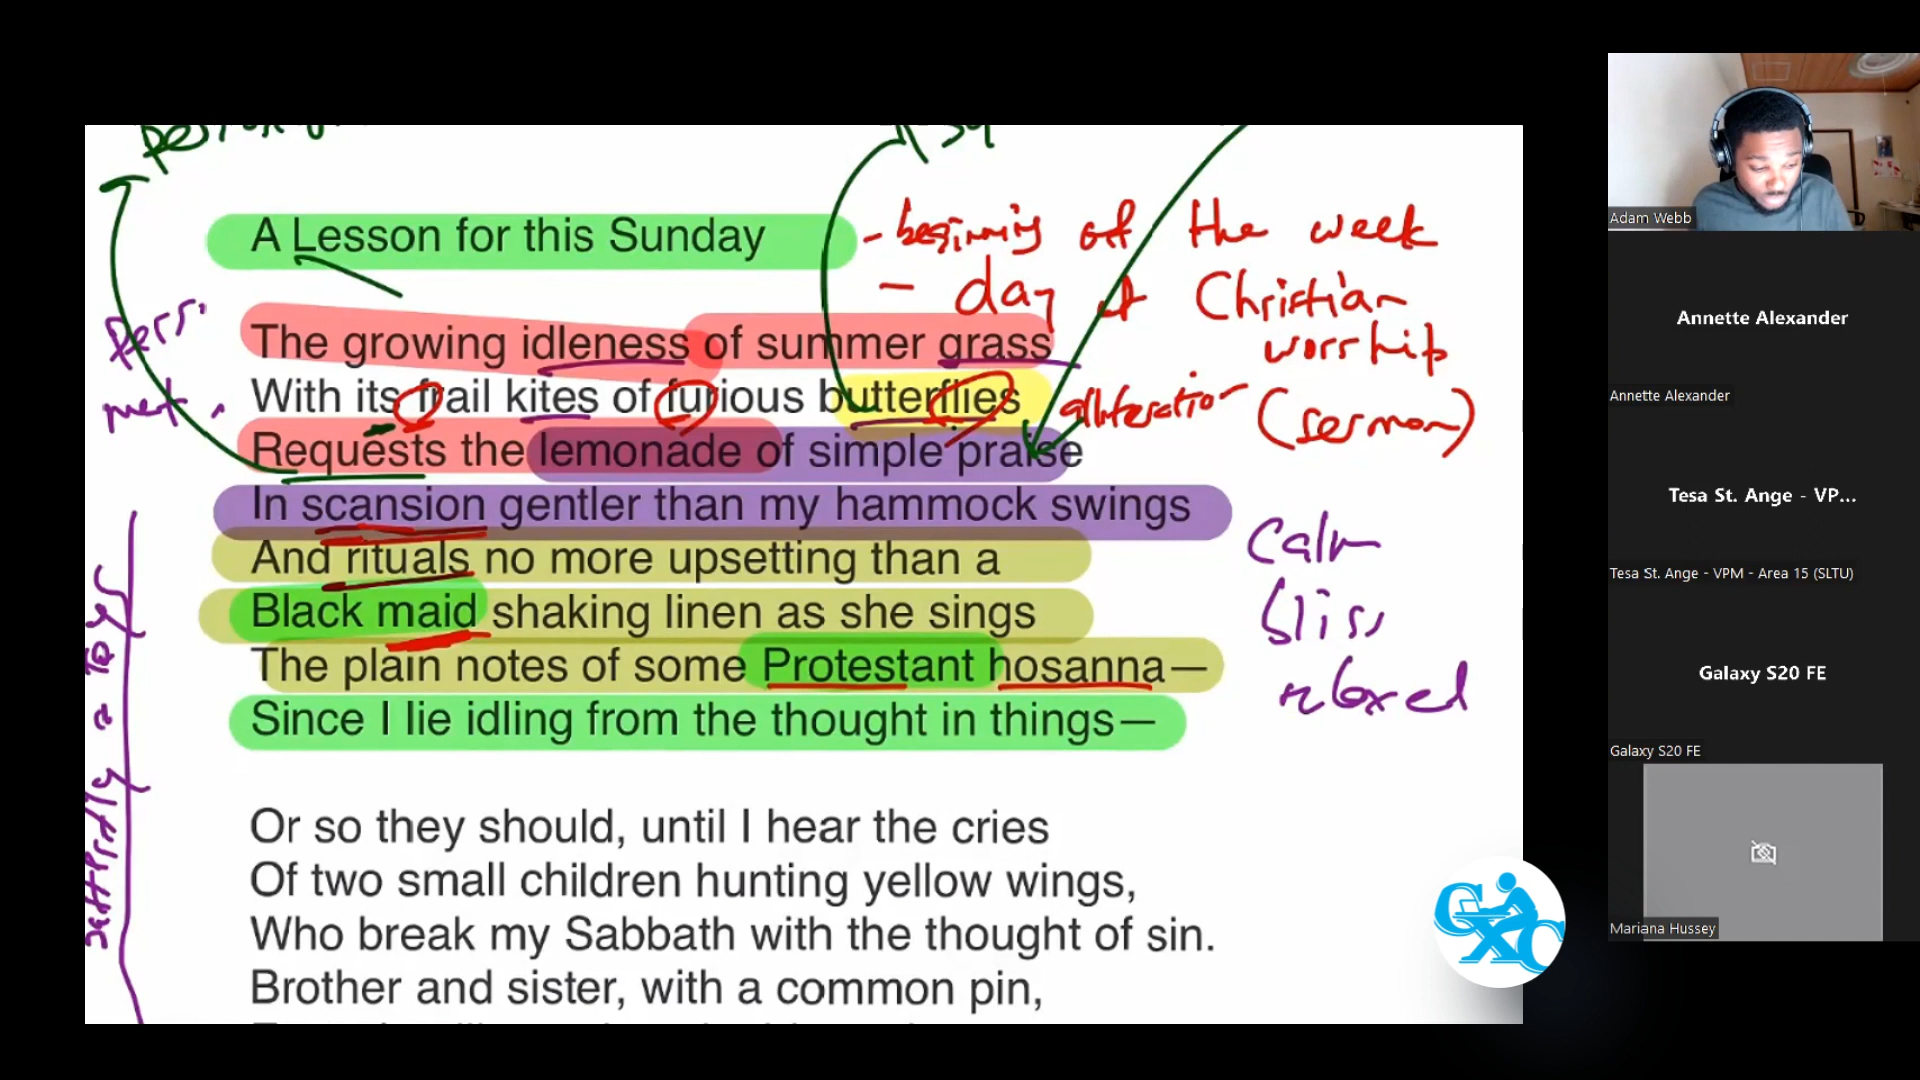 A Lesson for this Sunday
- beginning of the week
- day of Christian
worship
(sermon)
Pers.
met.
The growing idleness of summer grass
With its frail kites of furious butterflies
alliteration
Requests the lemonade of simple praise
In scansion gentler than my hammock swings
And rituals no more upsetting than a
Black maid shaking linen as she sings
The plain notes of some Protestant hosanna—
Since I lie idling from the thought in things—
Calm
bliss
relaxed
Or so they should, until I hear the cries
Of two small children hunting yellow wings,
Who break my Sabbath with the thought of sin.
Brother and sister, with a common pin,
Adam Webb
Annette Alexander
Annette Alexander
Tesa St. Ange - VP...
Tesa St. Ange - VPM - Area 15 (SLTU)
Galaxy S20 FE
Galaxy S20 FE
Mariana Hussey
CXC